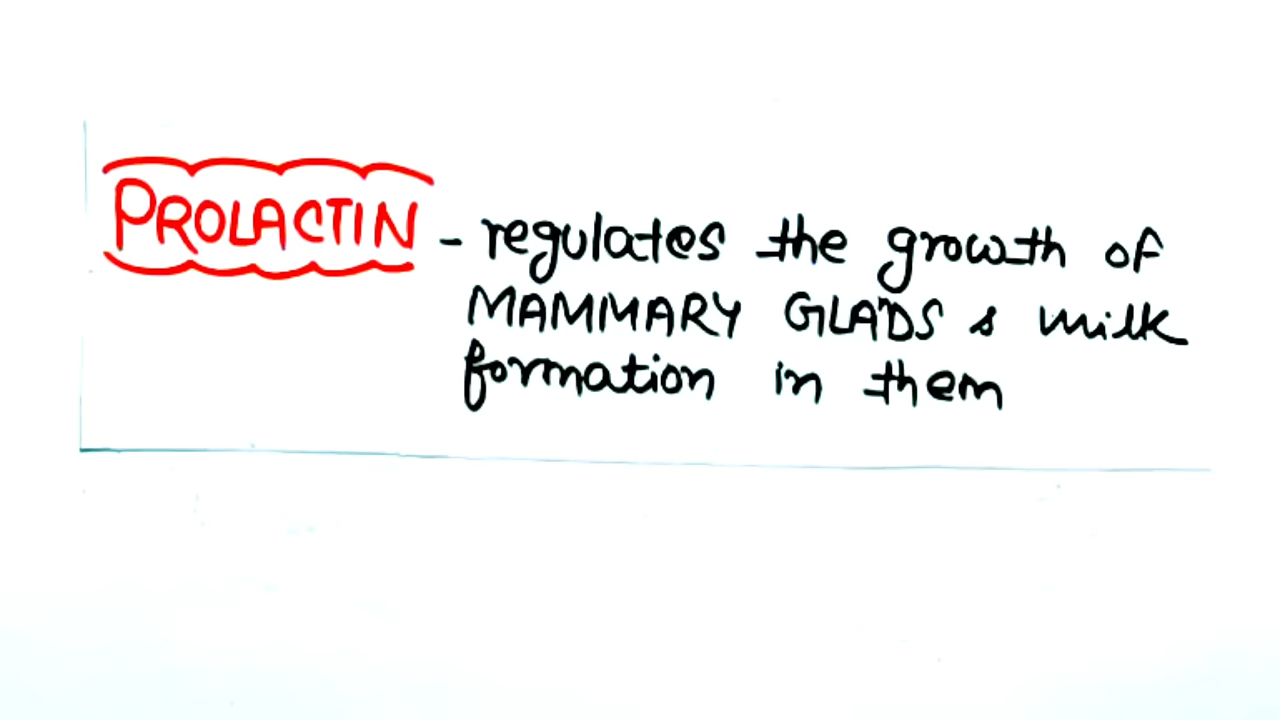 PROLACTIN - regulates the growth of
MAMMARY GLADS & milk
formation in them